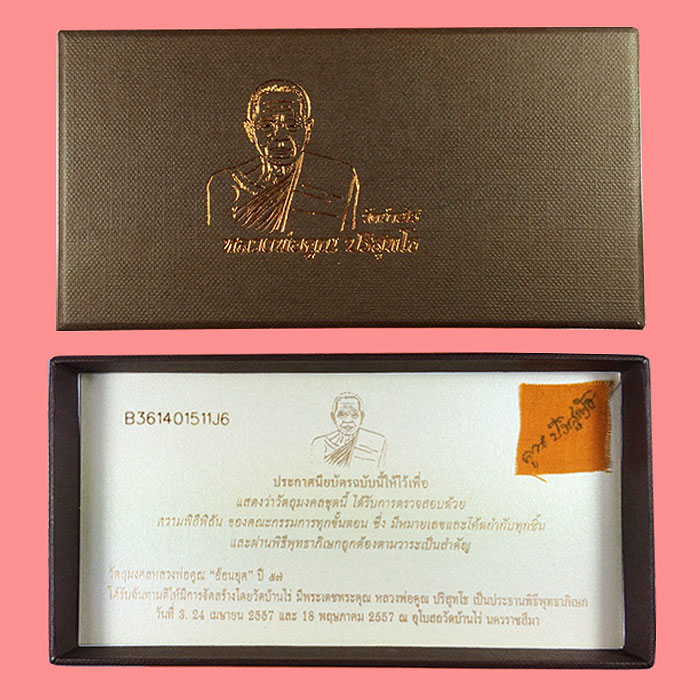 วัดบ้านไร่
หลวงพ่อคูณ ปริสุทโธ
B361401511J6
คูณ ปริสุทโธ
ประกาศนียบัตรฉบับนี้ให้ไว้เพื่อ
แสดงว่าวัตถุมงคลชุดนี้ ได้รับการตรวจสอบด้วย
ความพิถีพิถัน ของคณะกรรมการทุกขั้นตอน ซึ่ง มีหมายเลขและโค้ดกำกับทุกชิ้น
และผ่านพิธีพุทธาภิเษกถูกต้องตามวาระเป็นสำคัญ
วัตถุมงคลหลวงพ่อคูณ "ย้อนยุค" ปี ๕๗
ได้รับฉันทามติให้มีการจัดสร้างโดยวัดบ้านไร่ มีพระเดชพระคุณ หลวงพ่อคูณ ปริสุทโธ เป็นประธานพิธีพุทธาภิเษก
วันที่ 3, 24 เมษายน 2557 และ 18 พฤษภาคม 2557 ณ อุโบสถวัดบ้านไร่ นครราชสีมา